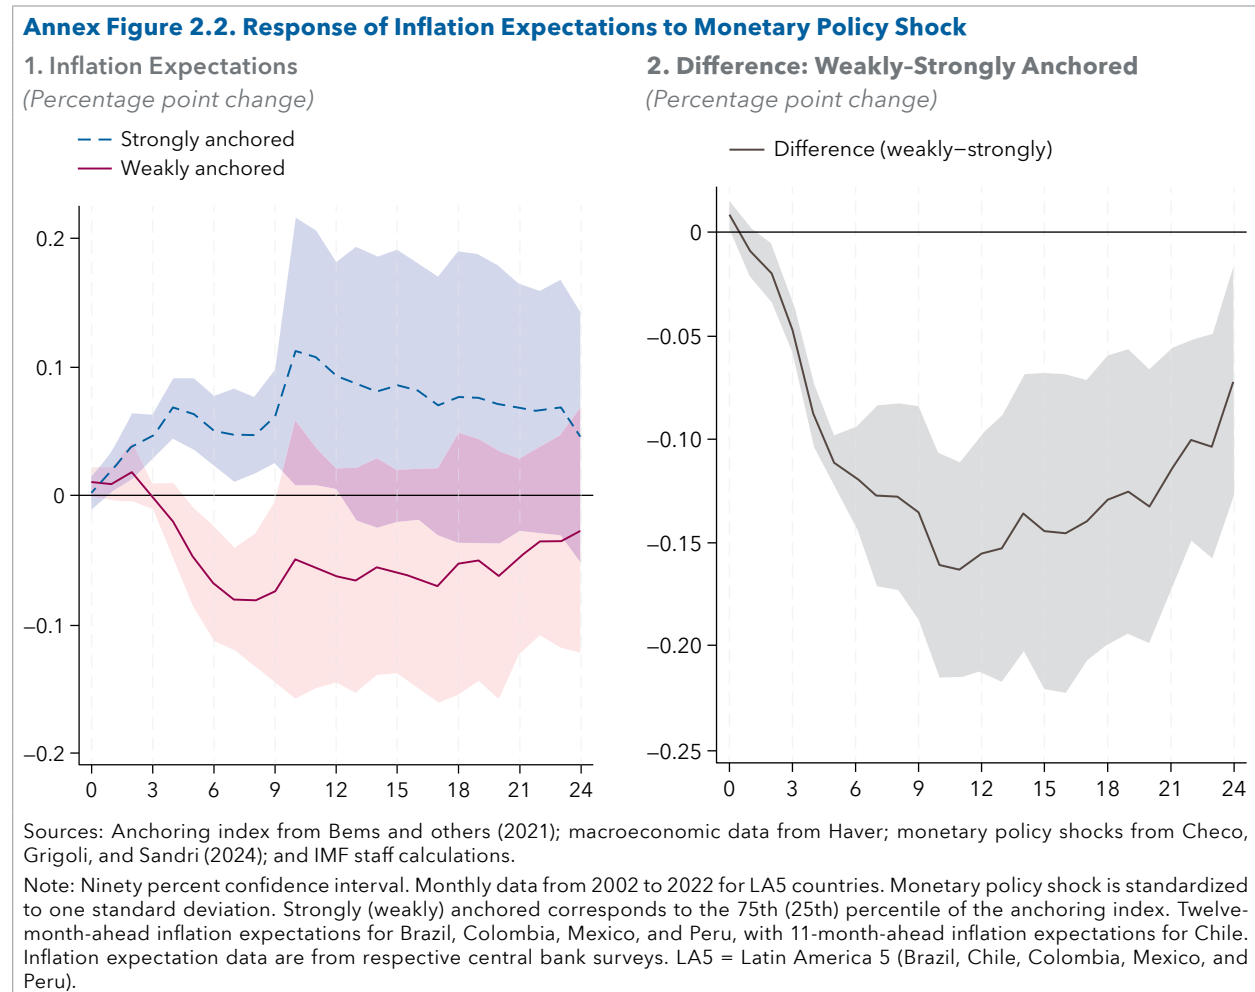 Annex Figure 2.2. Response of Inflation Expectations to Monetary Policy Shock
1. Inflation Expectations
(Percentage point change)
Strongly anchored
Weakly anchored
0.2
0.1
0
−0.1
−0.2
0 3 6 9 12 15 18 21 24
2. Difference: Weakly–Strongly Anchored
(Percentage point change)
Difference (weakly−strongly)
0
−0.05
−0.10
−0.15
−0.20
−0.25
0 3 6 9 12 15 18 21 24
Sources: Anchoring index from Bems and others (2021); macroeconomic data from Haver; monetary policy shocks from Checo,
Grigoli, and Sandri (2024); and IMF staff calculations.
Note: Ninety percent confidence interval. Monthly data from 2002 to 2022 for LA5 countries. Monetary policy shock is standardized
to one standard deviation. Strongly (weakly) anchored corresponds to the 75th (25th) percentile of the anchoring index. Twelve-
month-ahead inflation expectations for Brazil, Colombia, Mexico, and Peru, with 11-month-ahead inflation expectations for Chile.
Inflation expectation data are from respective central bank surveys. LA5 = Latin America 5 (Brazil, Chile, Colombia, Mexico, and
Peru).